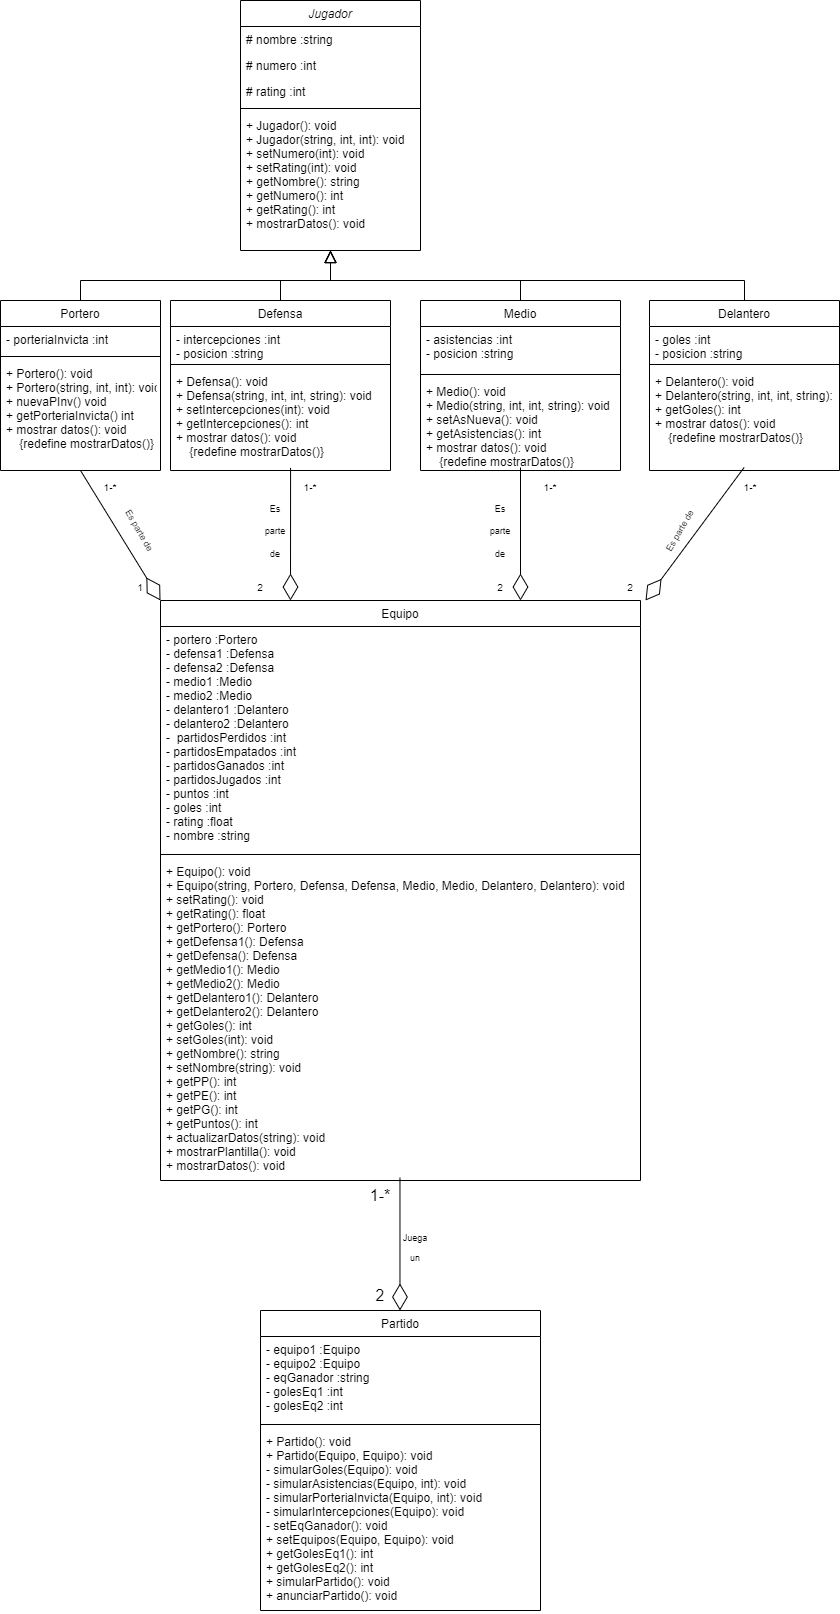 Jugador
# nombre :string
# numero :int
# rating :int
+ Jugador(): void
+ Jugador(string, int, int): void
+ setNumero(int): void
+ setRating(int): void
+ getNombre(): string
+ getNumero(): int
+ getRating(): int
+ mostrarDatos(): void
Portero
- porteriaInvicta :int
+ Portero(): void
+ Portero(string, int, int): void
+ nuevaPInv() void
+ getPorteriaInvicta() int
+ mostrar datos(): void
{redefine mostrarDatos()}
Defensa
- intercepciones :int
- posicion :string
+ Defensa(): void
+ Defensa(string, int, int, string): void
+ setIntercepciones(int): void
+ getIntercepciones(): int
+ mostrar datos(): void
{redefine mostrarDatos()}
Medio
- asistencias :int
- posicion :string
+ Medio(): void
+ Medio(string, int, int, string): void
+ setAsNueva(): void
+ getAsistencias(): int
+ mostrar datos(): void
{redefine mostrarDatos()}
Delantero
- goles :int
- posicion :string
+ Delantero(): void
+ Delantero(string, int, int, string):
+ getGoles(): int
+ mostrar datos(): void
{redefine mostrarDatos()}
1-*
Es parte de
1
1-*
Es
parte
de
2
1-*
Es
parte
de
2
1-*
Es parte de
2
Equipo
- portero :Portero
- defensa1 :Defensa
- defensa2 :Defensa
- medio1 :Medio
- medio2 :Medio
- delantero1 :Delantero
- delantero2 :Delantero
- partidosPerdidos :int
- partidosEmpatados :int
- partidosGanados :int
- partidosJugados :int
- puntos :int
- goles :int
- rating :float
- nombre :string
+ Equipo(): void
+ Equipo(string, Portero, Defensa, Defensa, Medio, Medio, Delantero, Delantero): void
+ setRating(): void
+ getRating(): float
+ getPortero(): Portero
+ getDefensa1(): Defensa
+ getDefensa(): Defensa
+ getMedio1(): Medio
+ getMedio2(): Medio
+ getDelantero1(): Delantero
+ getDelantero2(): Delantero
+ getGoles(): int
+ setGoles(int): void
+ getNombre(): string
+ setNombre(string): void
+ getPP(): int
+ getPE(): int
+ getPG(): int
+ getPuntos(): int
+ actualizarDatos(string): void
+ mostrarPlantilla(): void
+ mostrarDatos(): void
1-*
Juega
un
2
Partido
- equipo1 :Equipo
- equipo2 :Equipo
- eqGanador :string
- golesEq1 :int
- golesEq2 :int
+ Partido(): void
+ Partido(Equipo, Equipo): void
- simularGoles(Equipo): void
- simularAsistencias(Equipo, int): void
- simularPorteriaInvicta(Equipo, int): void
- simularIntercepciones(Equipo): void
- setEqGanador(): void
+ setEquipos(Equipo, Equipo): void
+ getGolesEq1(): int
+ getGolesEq2(): int
+ simularPartido(): void
+ anunciarPartido(): void